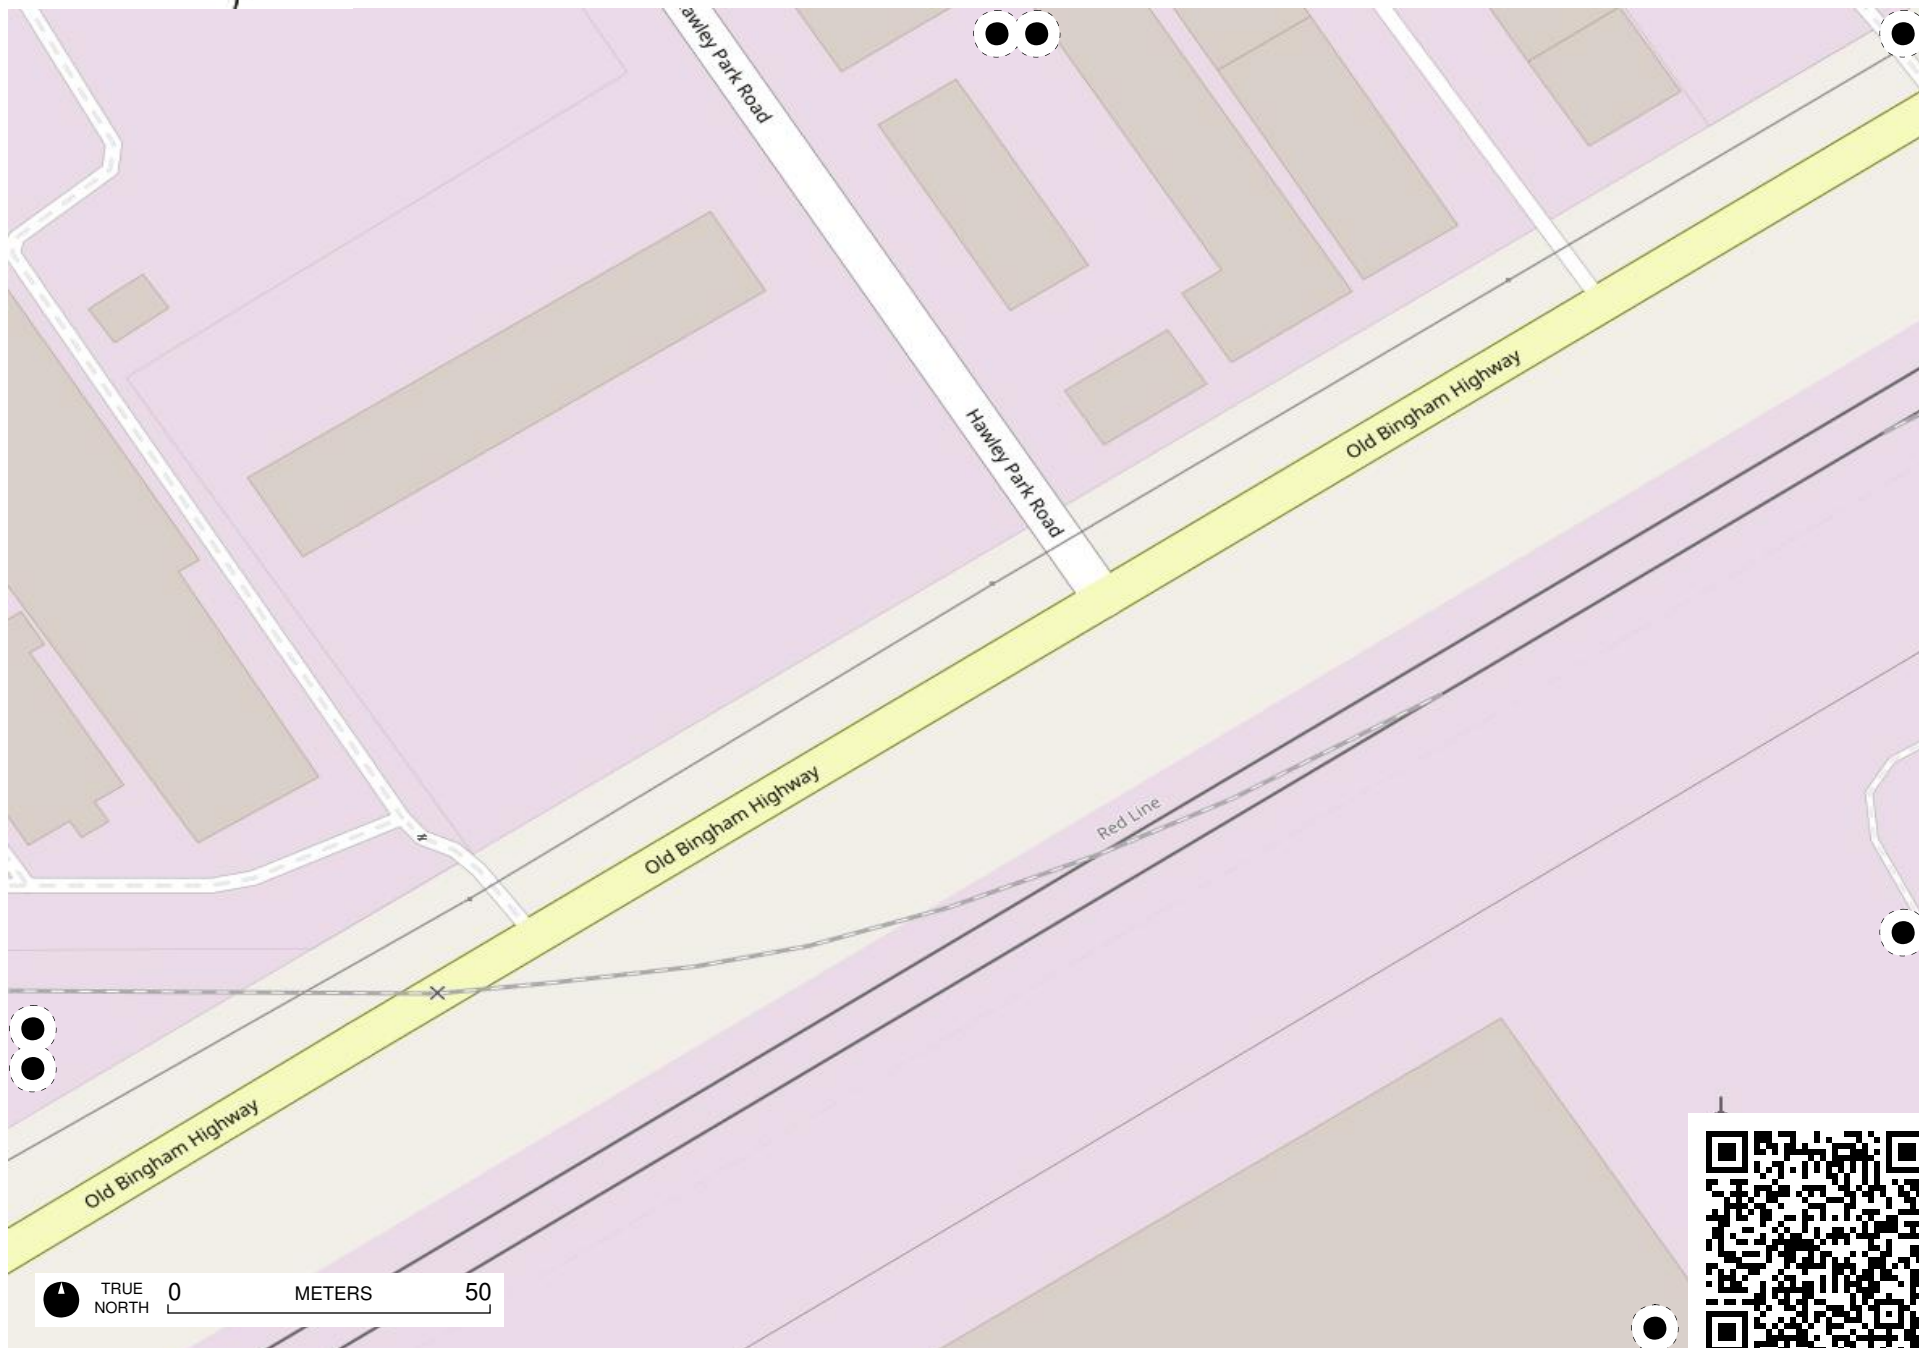 Hawley Park Road
Old Bingham Highway
Hawley Park Road
Old Bingham Highway
Red Line
Old Bingham Highway
TRUE
NORTH
0 METERS 50